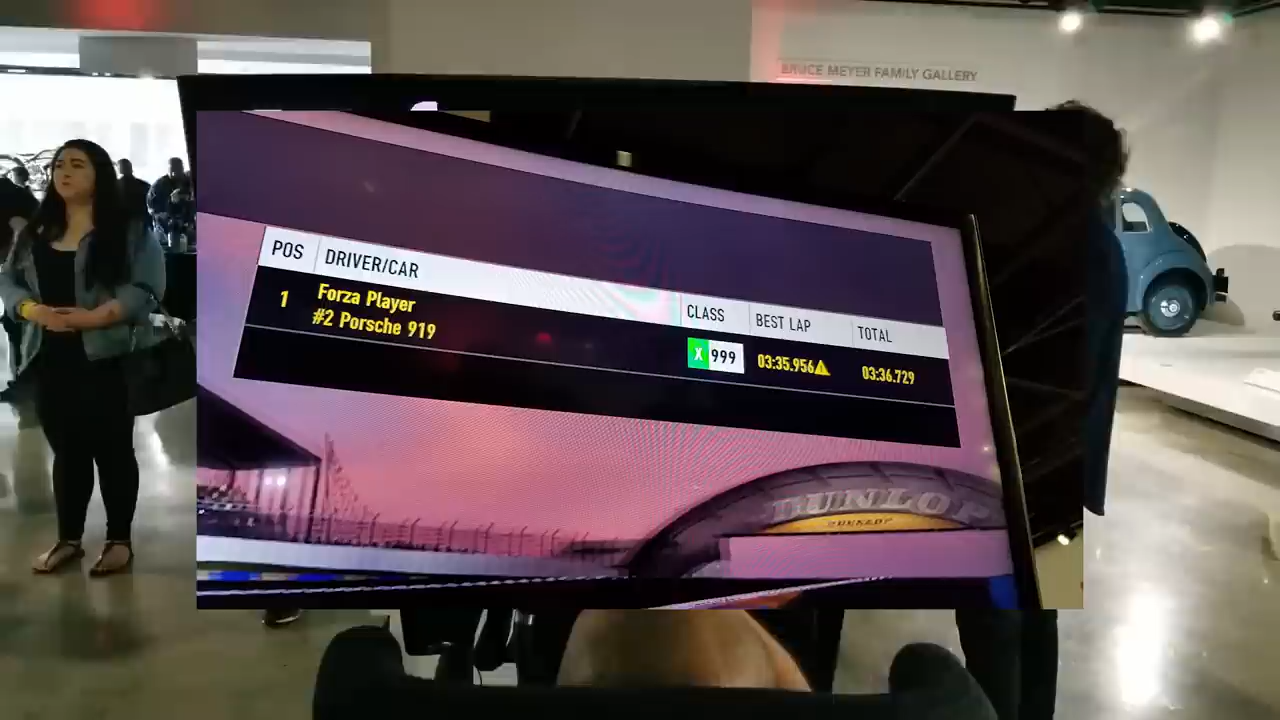 BRUCE MEYER FAMILY GALLERY
POS DRIVER/CAR CLASS BEST LAP TOTAL
1 Forza Player
#2 Porsche 919 X 999 03:35.956 03:36.729
DUNLOP
DUNLOP